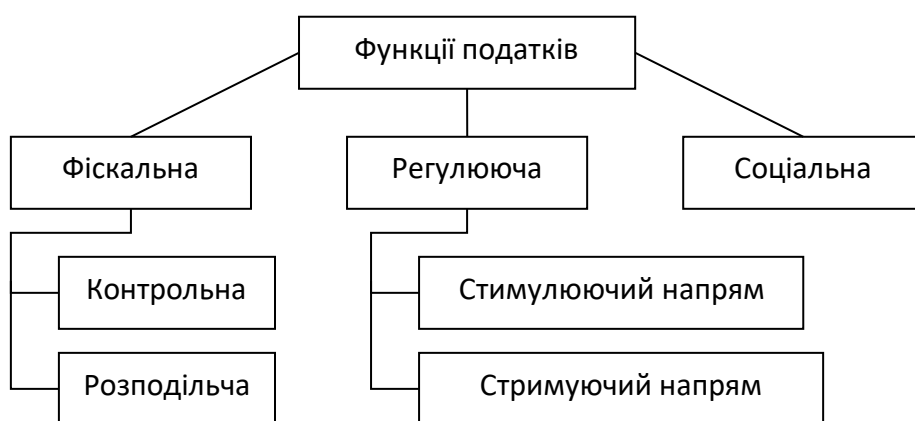 Функції податків
Фіскальна
Регулююча
Соціальна
Контрольна
Стимулюючий напрям
Розподільча
Стримуючий напрям